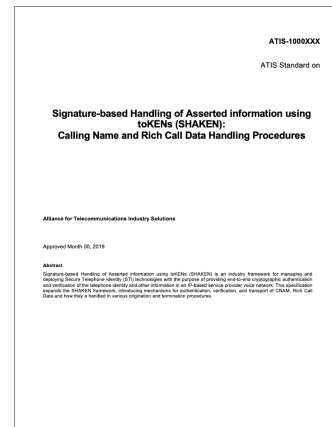 ATIS-1000XXX
ATIS Standard on
Signature-based Handling of Asserted information using
toKENs (SHAKEN):
Calling Name and Rich Call Data Handling Procedures
Alliance for Telecommunications Industry Solutions
Approved Month 00, 2019
Abstract
Signature-based Handling of Asserted information using toKENs (SHAKEN) is an industry framework for managing and
deploying Secure Telephone Identity (STI) technologies with the purpose of providing end-to-end cryptographic authentication
and verification of the telephone identity and other information in an IP-based service provider voice network. This specification
expands the SHAKEN framework, introducing mechanisms for authentication, verification, and transport of CNAM, Rich Call
Data and how they a handled in various origination and termination procedures.